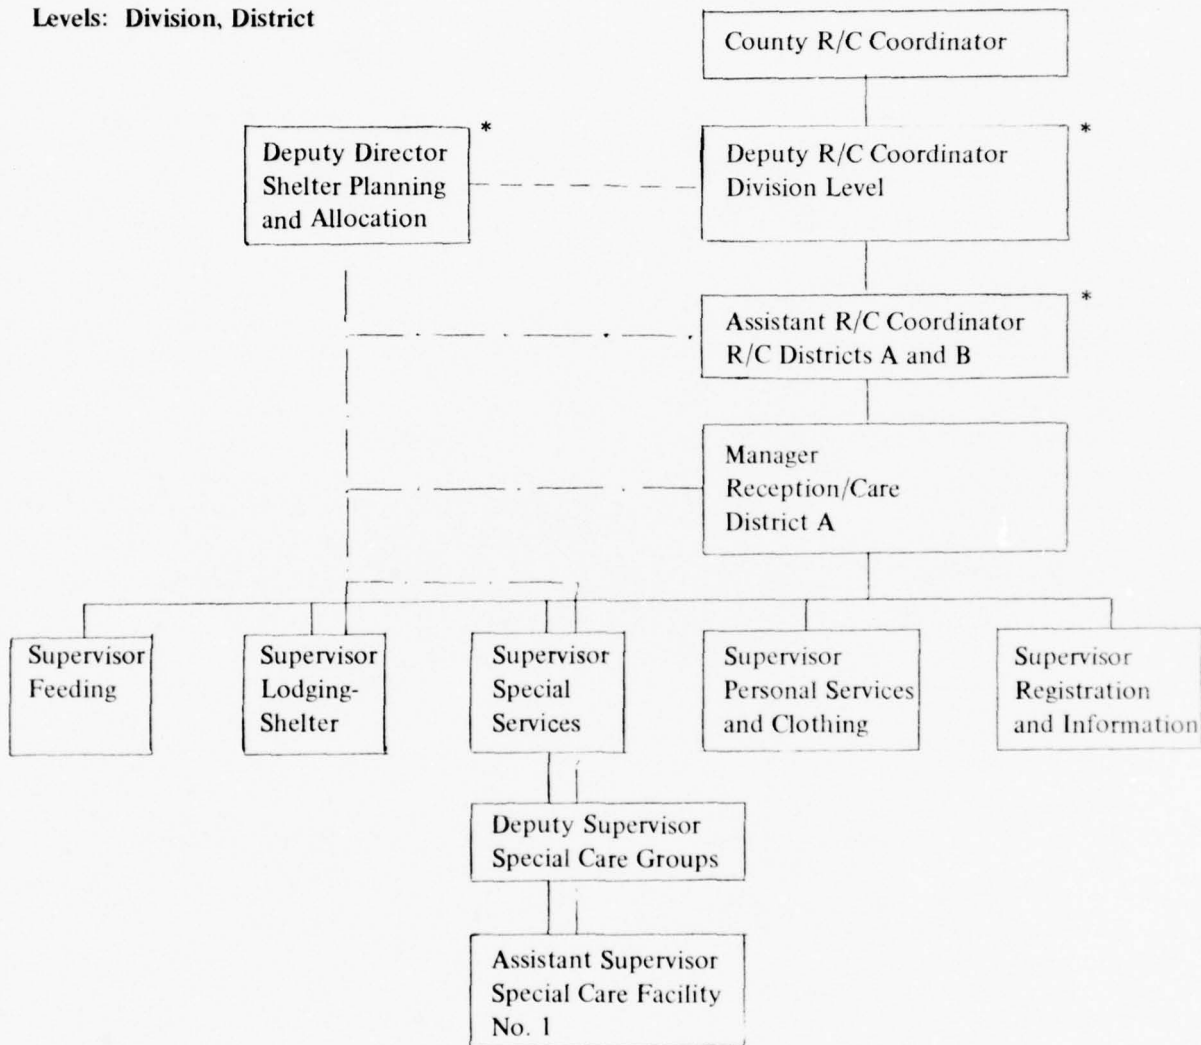 Levels: Division, District
County R/C Coordinator
*
Deputy Director
Shelter Planning
and Allocation
*
Deputy R/C Coordinator
Division Level
*
Assistant R/C Coordinator
R/C Districts A and B
Manager
Reception/Care
District A
Supervisor
Feeding
Supervisor
Lodging-
Shelter
Supervisor
Special
Services
Supervisor
Personal Services
and Clothing
Supervisor
Registration
and Information
Deputy Supervisor
Special Care Groups
Assistant Supervisor
Special Care Facility
No. 1